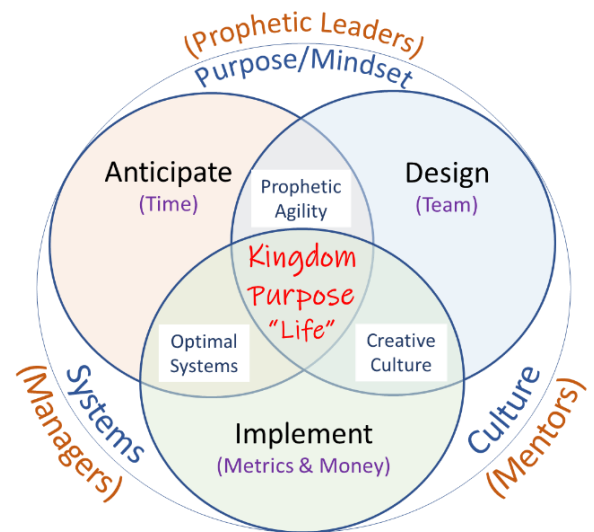 (Prophetic Leaders)
Purpose/Mindset
Anticipate
(Time)
Design
(Team)
Prophetic
Agility
Kingdom
Purpose
"Life"
Optimal
Systems
Creative
Culture
Implement
(Metrics & Money)
Systems
(Managers)
Culture
(Mentors)